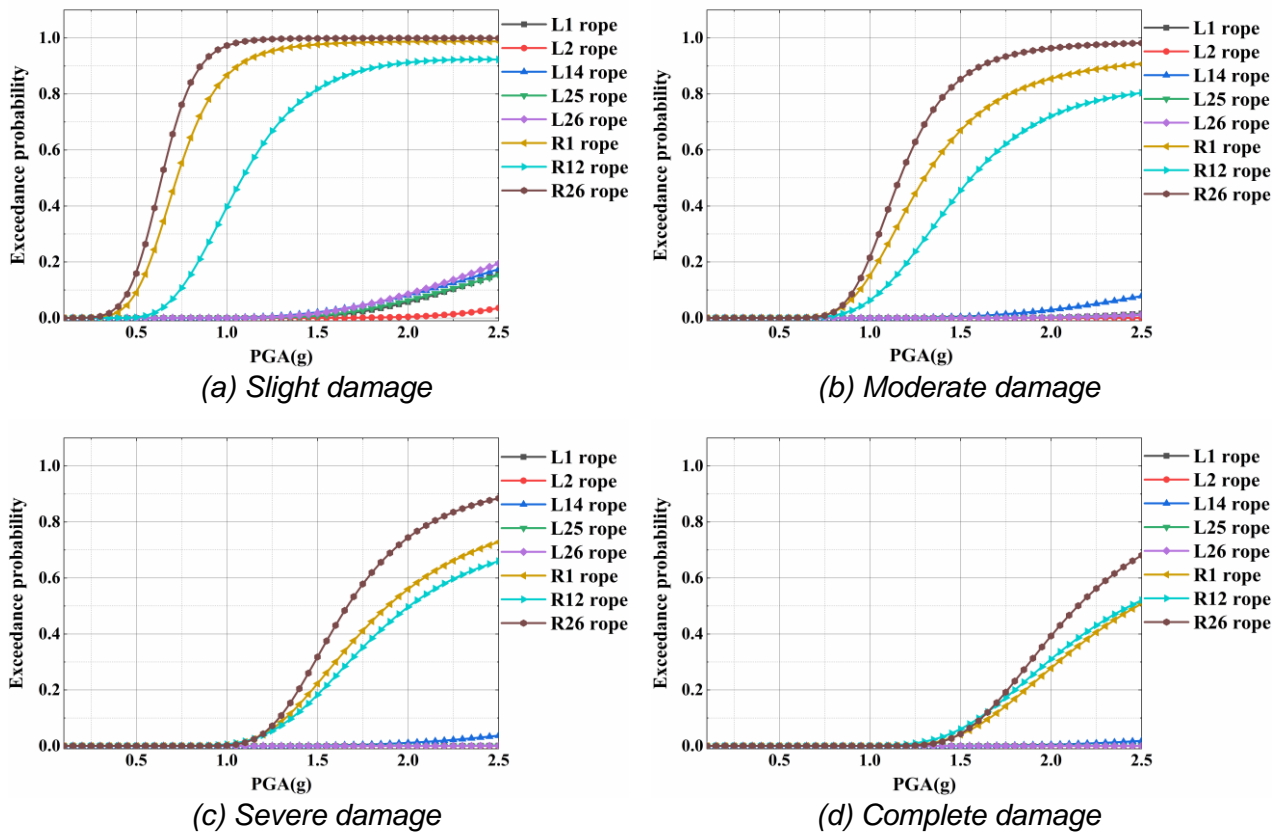 Exceedance probability
1.0
0.8
0.6
0.4
0.2
0.0
0.5
1.0
1.5
2.0
2.5
PGA(g)
L1 rope
L2 rope
L14 rope
L25 rope
L26 rope
R1 rope
R12 rope
R26 rope
(a) Slight damage
Exceedance probability
1.0
0.8
0.6
0.4
0.2
0.0
0.5
1.0
1.5
2.0
2.5
PGA(g)
L1 rope
L2 rope
L14 rope
L25 rope
L26 rope
R1 rope
R12 rope
R26 rope
(b) Moderate damage
Exceedance probability
1.0
0.8
0.6
0.4
0.2
0.0
0.5
1.0
1.5
2.0
2.5
PGA(g)
L1 rope
L2 rope
L14 rope
L25 rope
L26 rope
R1 rope
R12 rope
R26 rope
(c) Severe damage
Exceedance probability
1.0
0.8
0.6
0.4
0.2
0.0
0.5
1.0
1.5
2.0
2.5
PGA(g)
L1 rope
L2 rope
L14 rope
L25 rope
L26 rope
R1 rope
R12 rope
R26 rope
(d) Complete damage